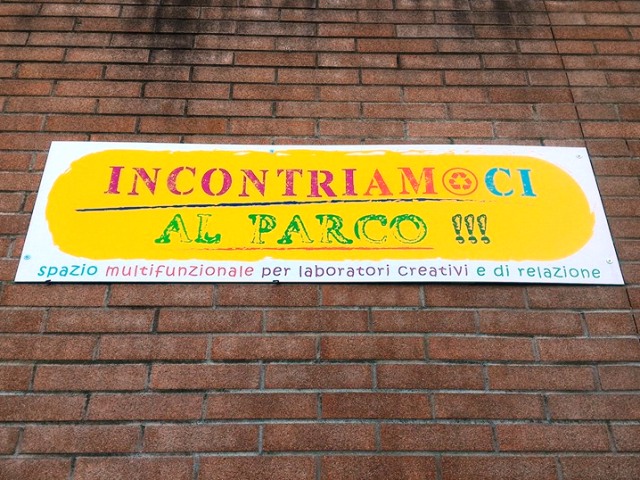 INCONTRIAMOCI
AL PARCO !!!
spazio multifunzionale per laboratori creativi e di relazione